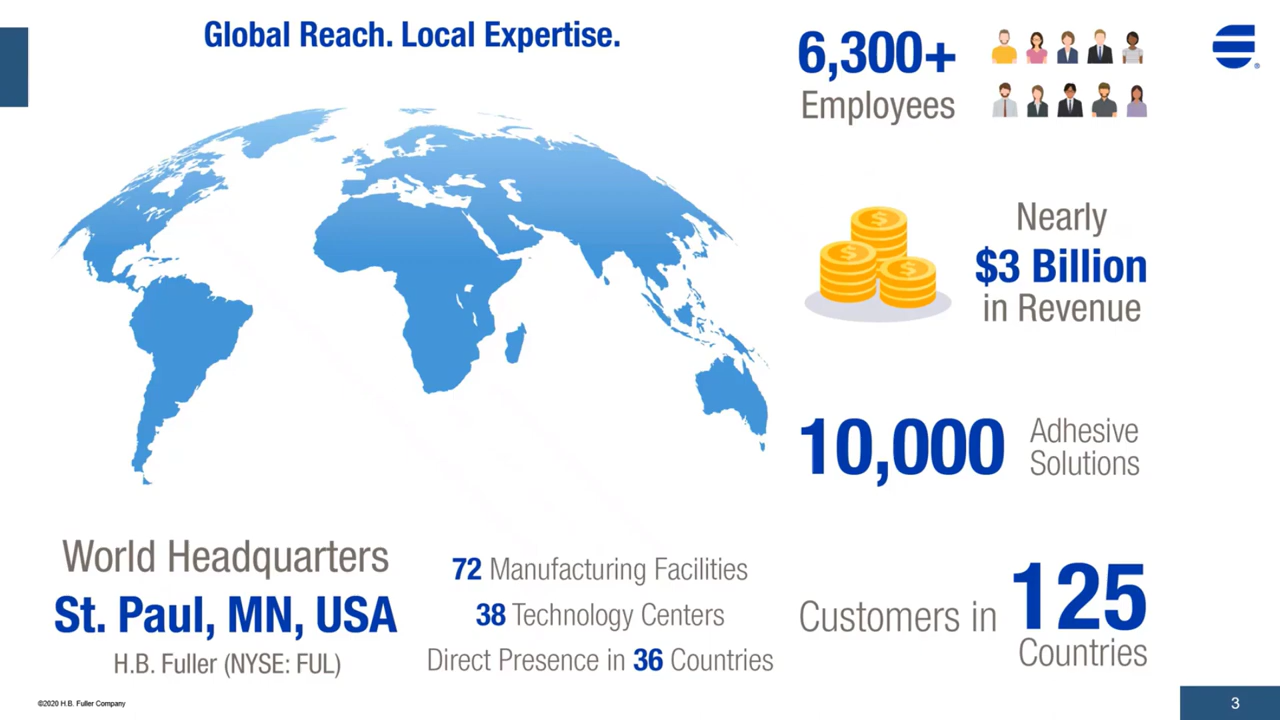 Global Reach. Local Expertise.
6,300+
Employees
Nearly
$3 Billion
in Revenue
10,000
Adhesive
Solutions
World Headquarters
St. Paul, MN, USA
H.B. Fuller (NYSE: FUL)
72 Manufacturing Facilities
38 Technology Centers
Direct Presence in 36 Countries
Customers in 125
Countries
©2020 H.B. Fuller Company
3